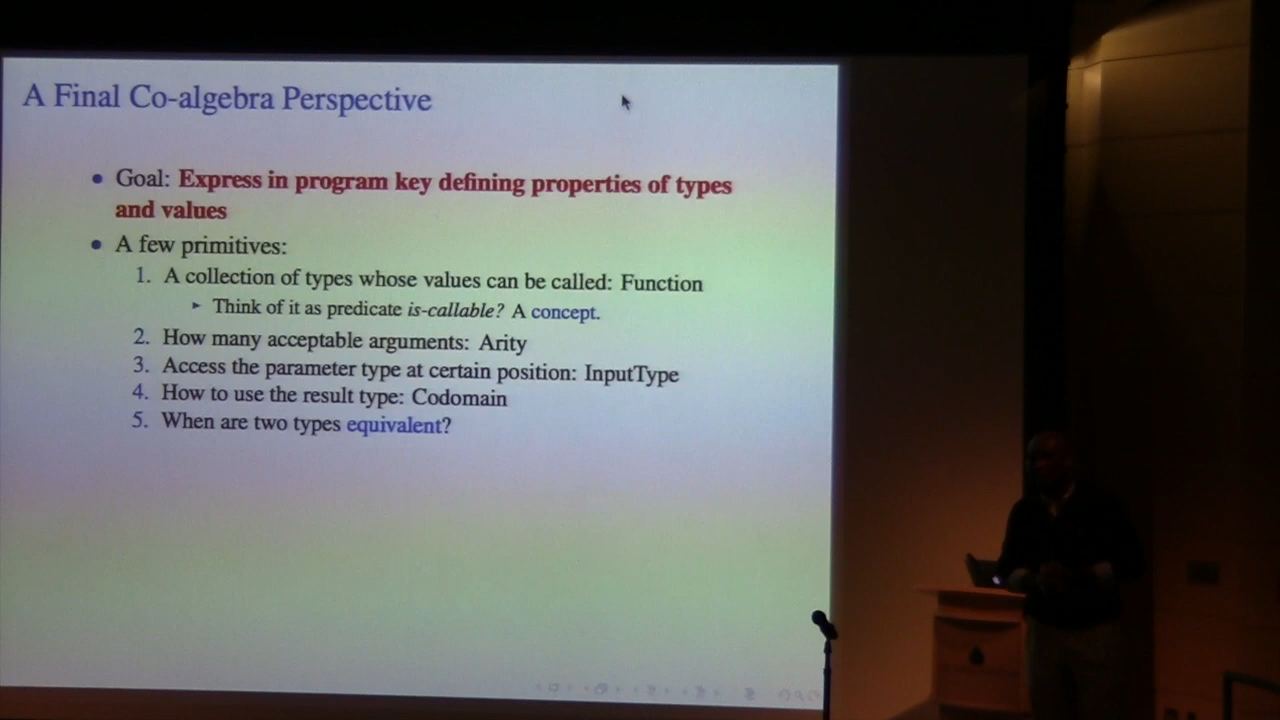 A Final Co-algebra Perspective
• Goal: Express in program key defining properties of types
and values
• A few primitives:
1. A collection of types whose values can be called: Function
► Think of it as predicate is-callable? A concept.
2. How many acceptable arguments: Arity
3. Access the parameter type at certain position: InputType
4. How to use the result type: Codomain
5. When are two types equivalent?